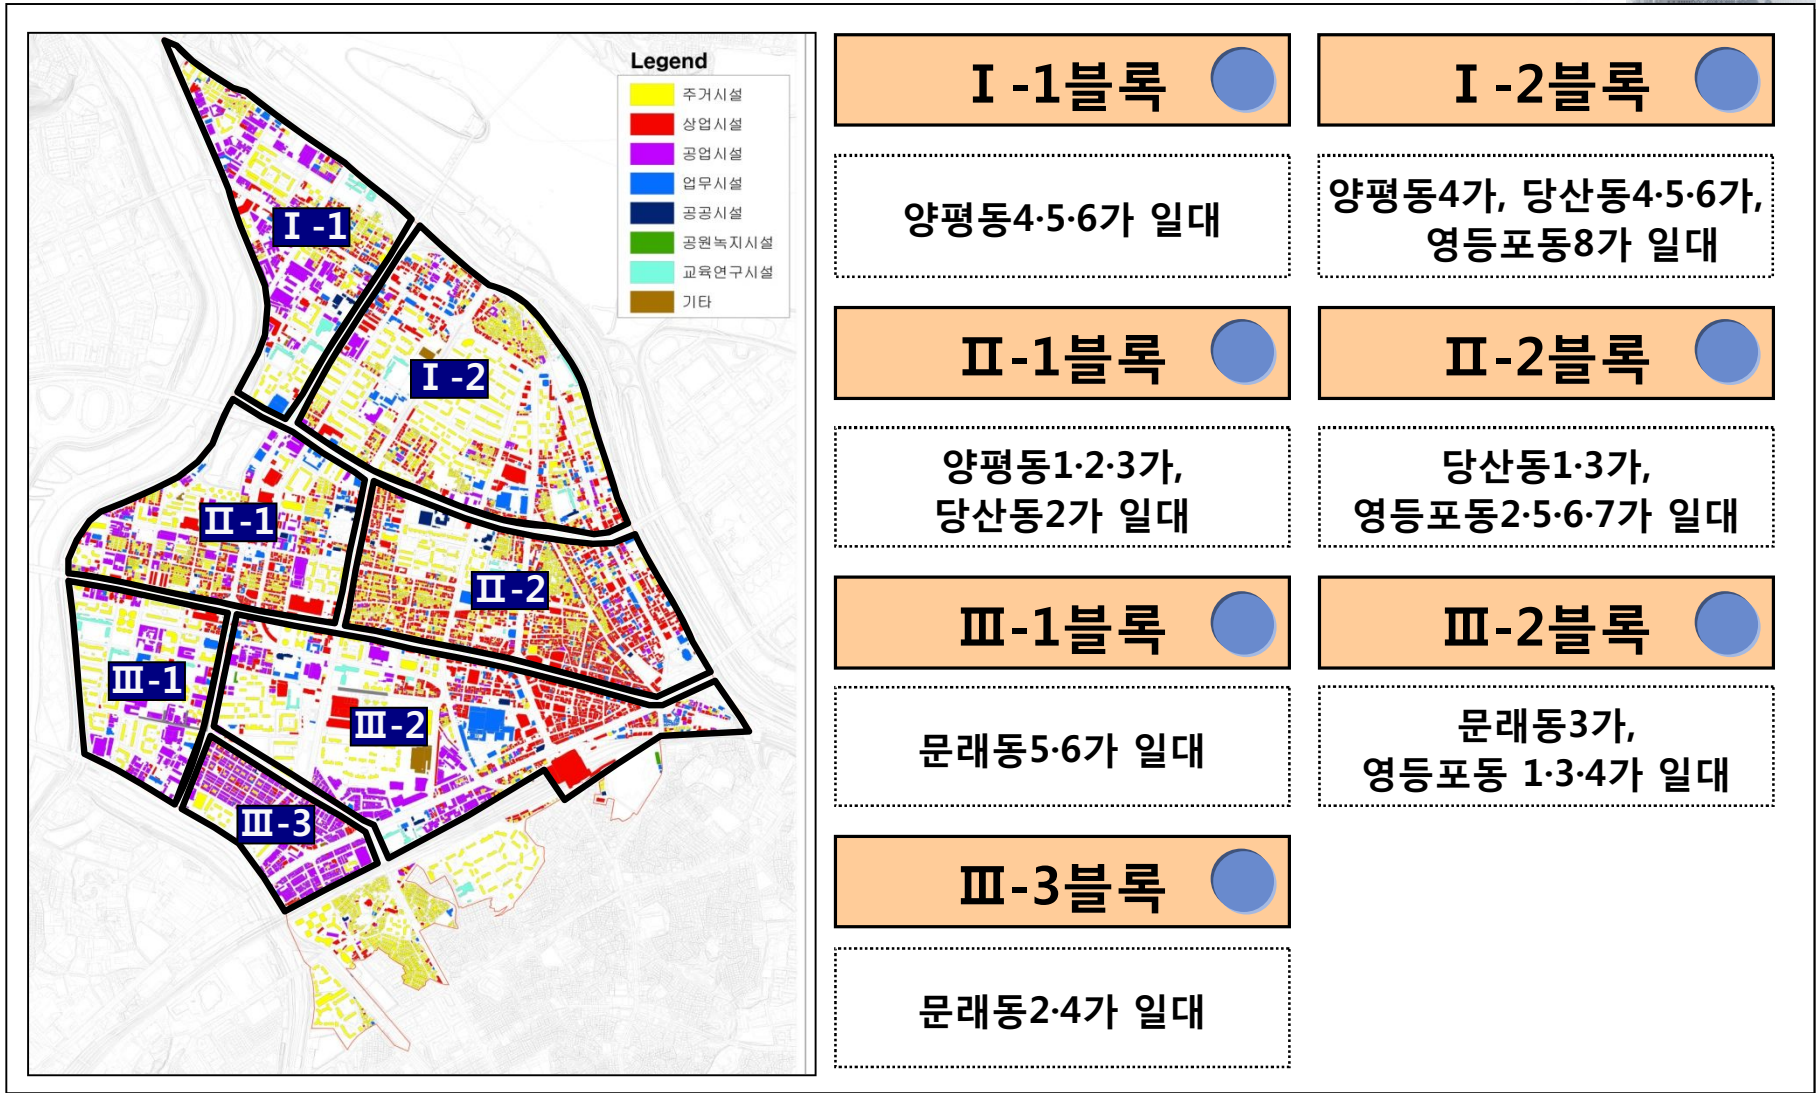 Legend
주거시설
상업시설
공업시설
업무시설
공공시설
공원녹지시설
교육연구시설
기타
Ⅰ-1
Ⅰ-2
Ⅱ-1
Ⅱ-2
Ⅲ-1
Ⅲ-2
Ⅲ-3
Ⅰ-1블록
양평동4·5·6가 일대
Ⅰ-2블록
양평동4가, 당산동4·5·6가,
영등포동8가 일대
Ⅱ-1블록
양평동1·2·3가,
당산동2가 일대
Ⅱ-2블록
당산동1·3가,
영등포동2·5·6·7가 일대
Ⅲ-1블록
문래동5·6가 일대
Ⅲ-2블록
문래동3가,
영등포동 1·3·4가 일대
Ⅲ-3블록
문래동2·4가 일대